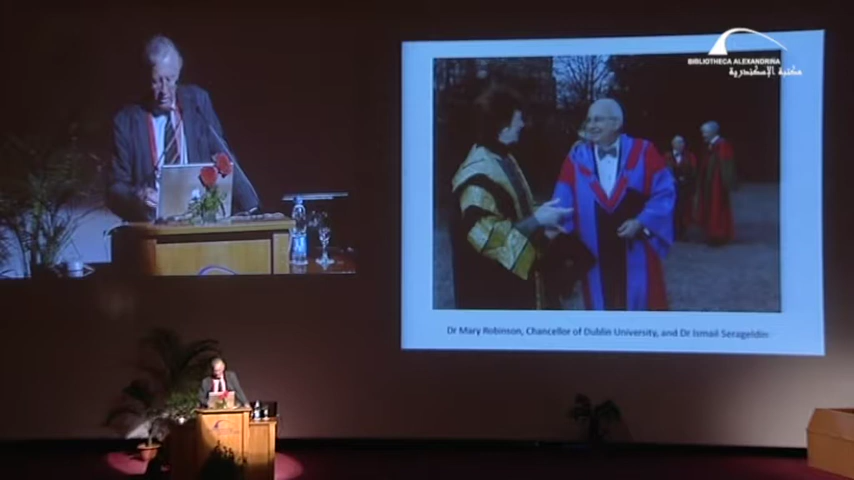 BIBLIOTHECA ALEXANDRINA
مكتبة الإسكندرية
Dr Mary Robinson, Chancellor of Dublin University, and Dr Ismail Serageldin